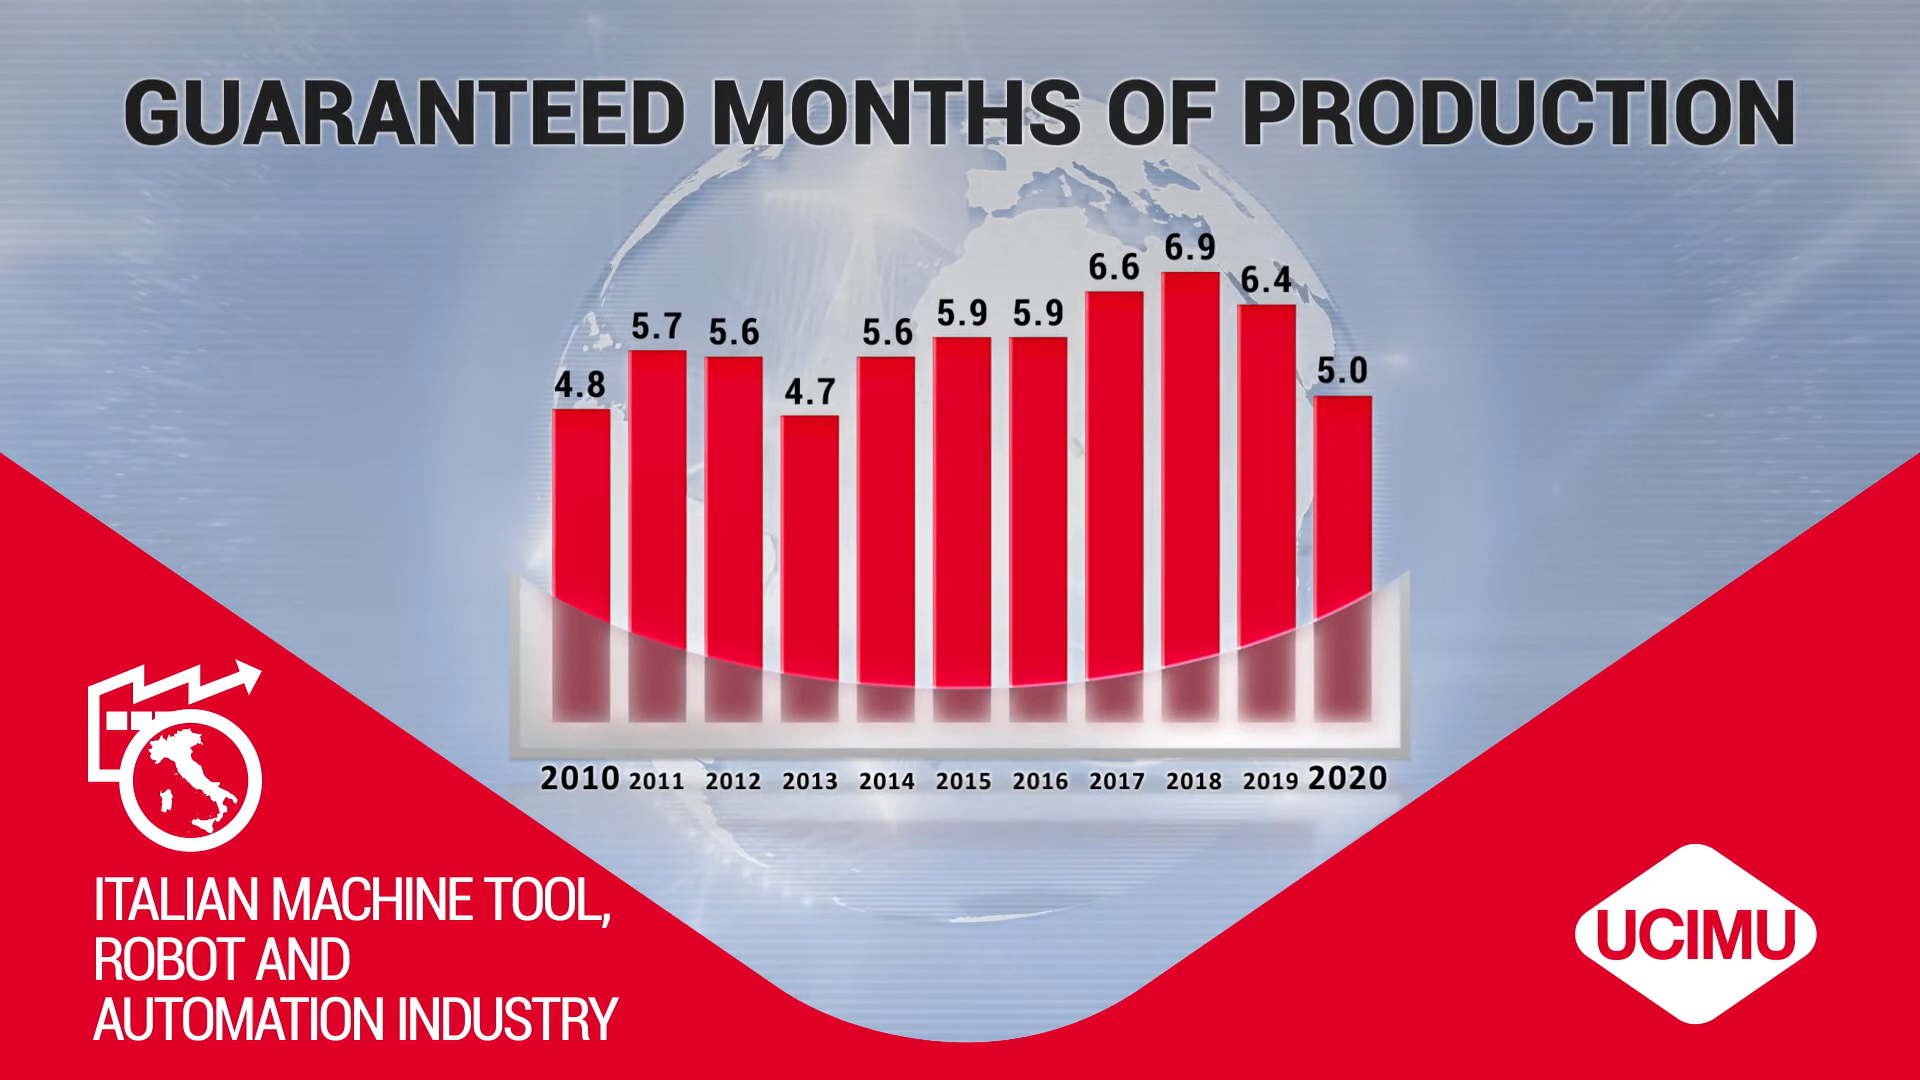 GUARANTEED MONTHS OF PRODUCTION
4.8 5.7 5.6 4.7 5.6 5.9 5.9 6.6 6.9 6.4 5.0
2010 2011 2012 2013 2014 2015 2016 2017 2018 2019 2020
ITALIAN MACHINE TOOL,
ROBOT AND
AUTOMATION INDUSTRY
UCIMU